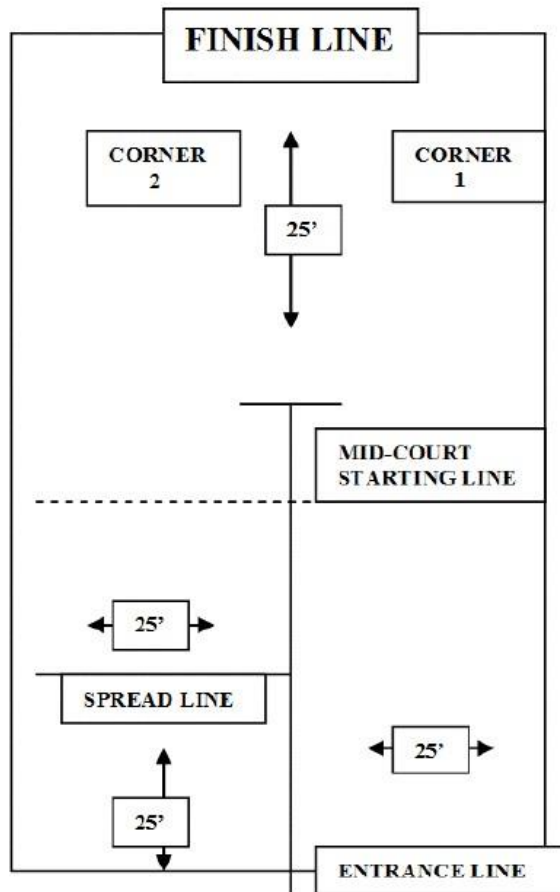 FINISH LINE
CORNER
2
CORNER
1
25’
MID-COURT
STARTING LINE
25’
SPREAD LINE
25’
25’
ENTRANCE LINE